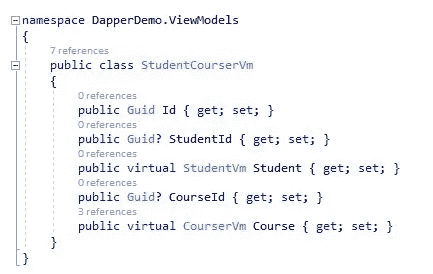 namespace DapperDemo.ViewModels
{
7 references
public class StudentCourserVm
{
0 references
public Guid Id { get; set; }
0 references
public Guid? StudentId { get; set; }
0 references
public virtual StudentVm Student { get; set; }
0 references
public Guid? CourseId { get; set; }
3 references
public virtual CourserVm Course { get; set; }
}
}